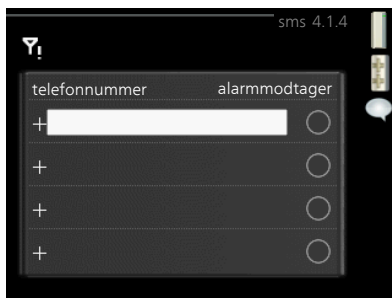 sms 4.1.4
telefonnummer alarmmodtager
+
+
+
+